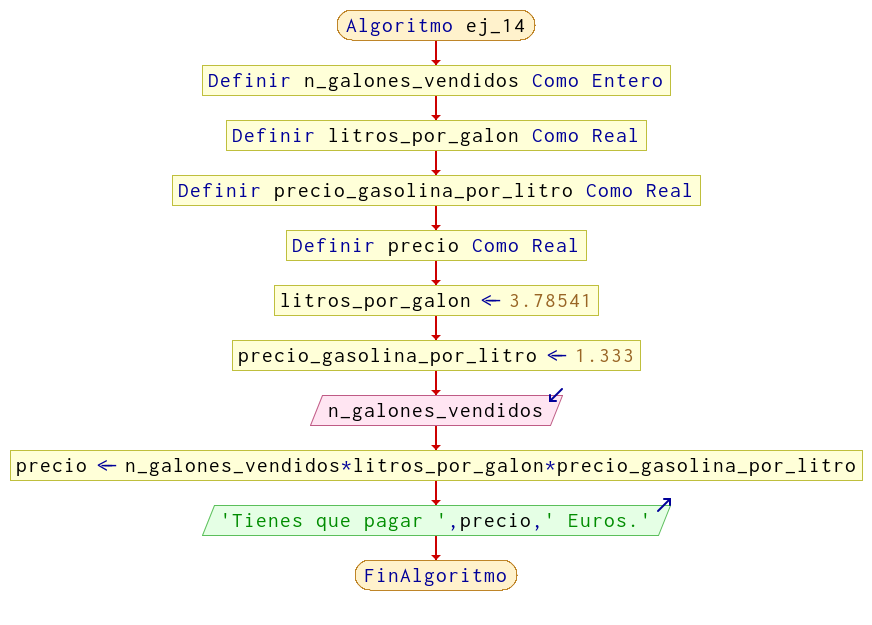 Algoritmo ej_14
Definir n_galones_vendidos Como Entero
Definir litros_por_galon Como Real
Definir precio_gasolina_por_litro Como Real
Definir precio Como Real
litros_por_galon ← 3.78541
precio_gasolina_por_litro ← 1.333
n_galones_vendidos
precio ← n_galones_vendidos*litros_por_galon*precio_gasolina_por_litro
'Tienes que pagar ',precio,' Euros.'
FinAlgoritmo